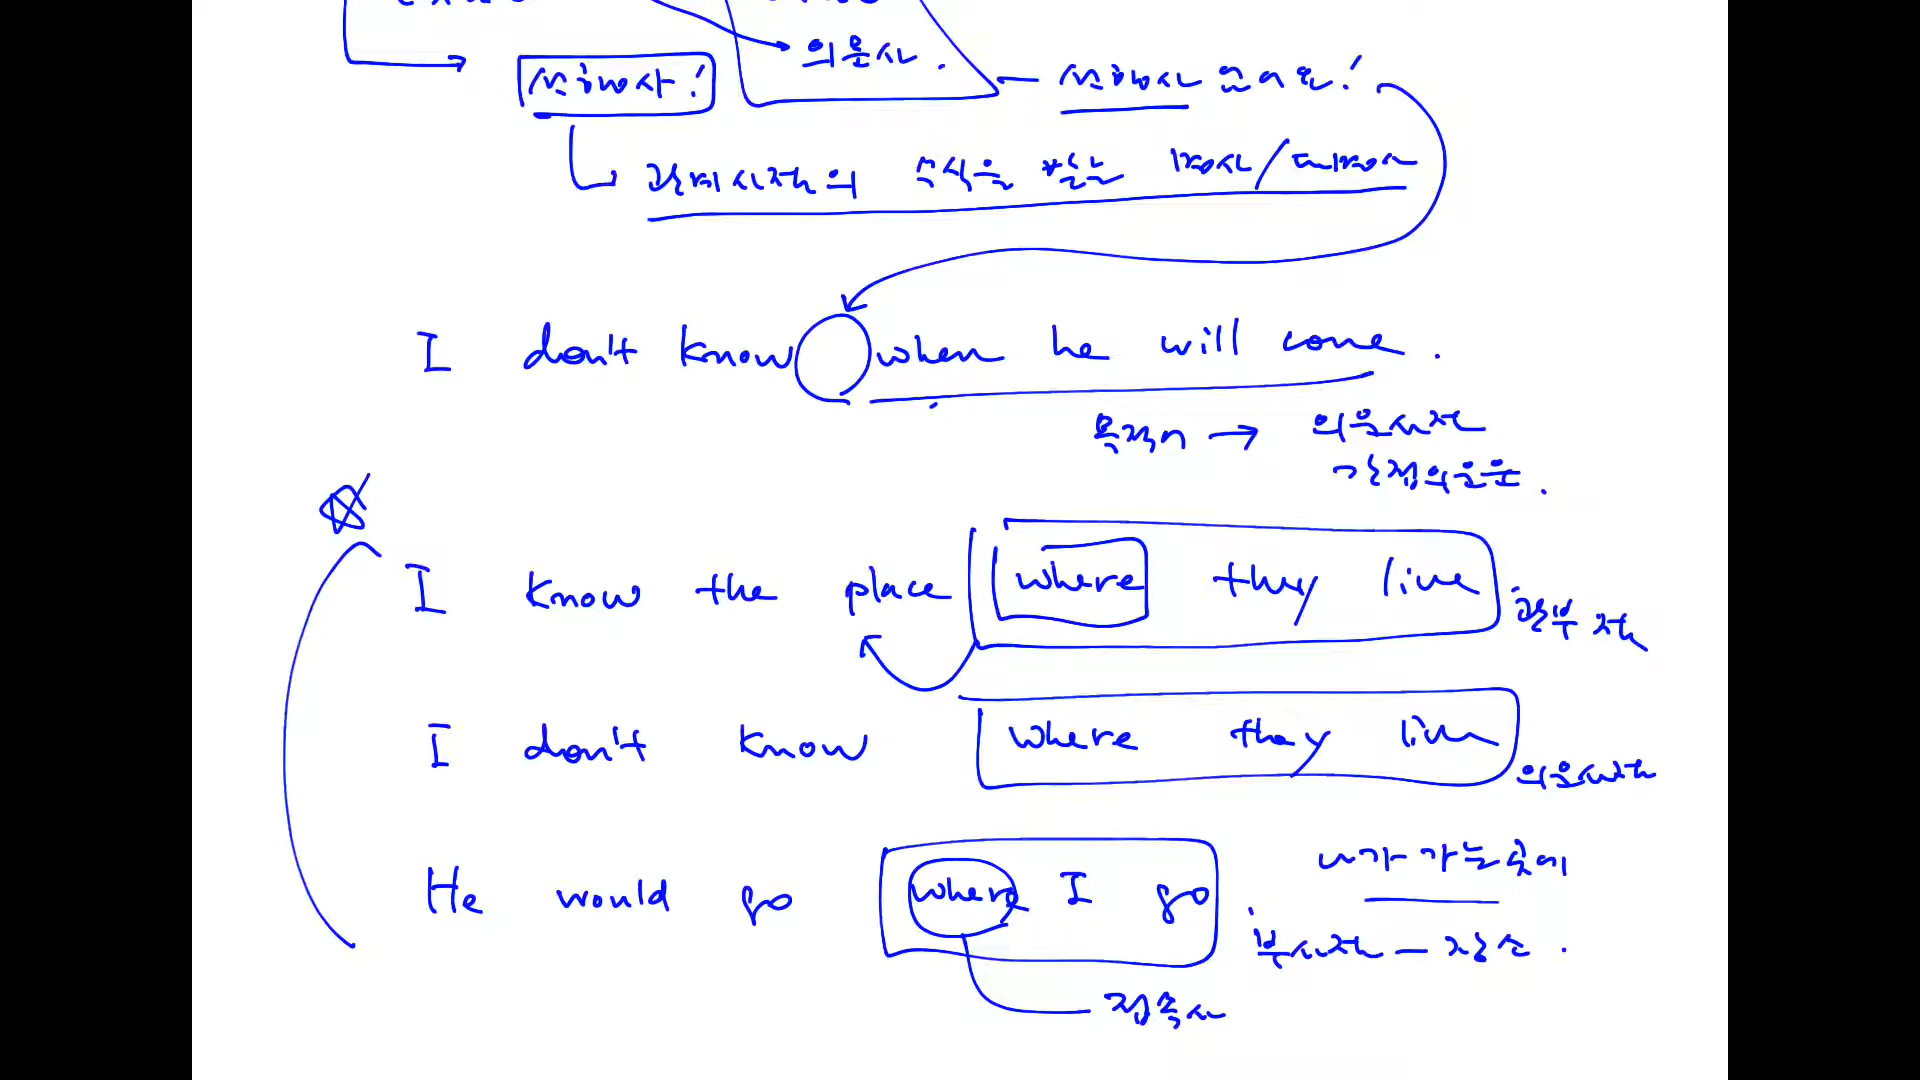 의문사.
선행사!
선행사 없어요!
관계사절의 수식을 받는 명사/대명사
I don't know when he will come.
목적어 → 의문사절
간접의문문.
I know the place where they live
관부절
I don't know where they live
의문사절
He would go where I go
내가 가는 곳에
부사절 - 장소.
접속사